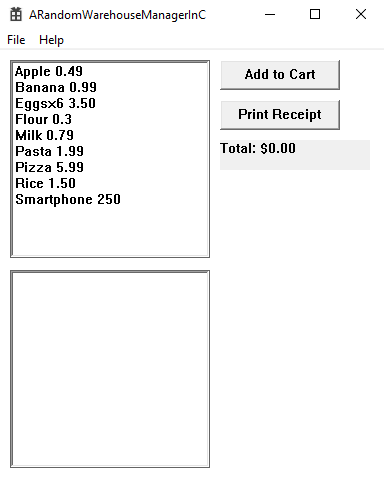 ARandomWarehouseManagerInC
File Help
Apple 0.49
Banana 0.99
Eggsx6 3.50
Flour 0.3
Milk 0.79
Pasta 1.99
Pizza 5.99
Rice 1.50
Smartphone 250
Add to Cart
Print Receipt
Total: $0.00